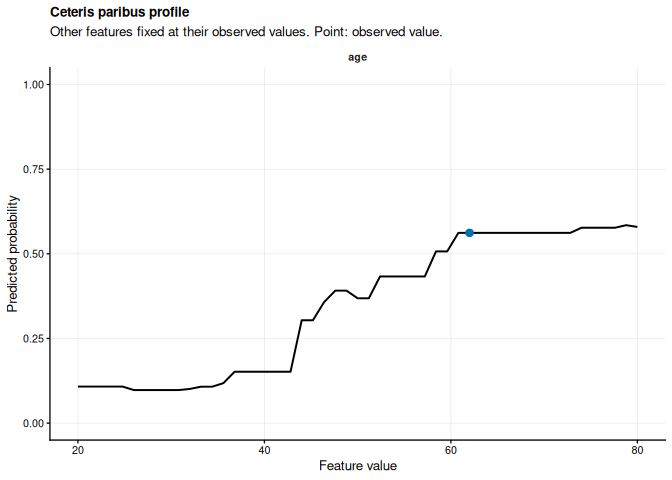 Ceteris paribus profile
Other features fixed at their observed values. Point: observed value.
age
1.00
0.75
0.50
0.25
0.00
Predicted probability
20
40
60
80
Feature value